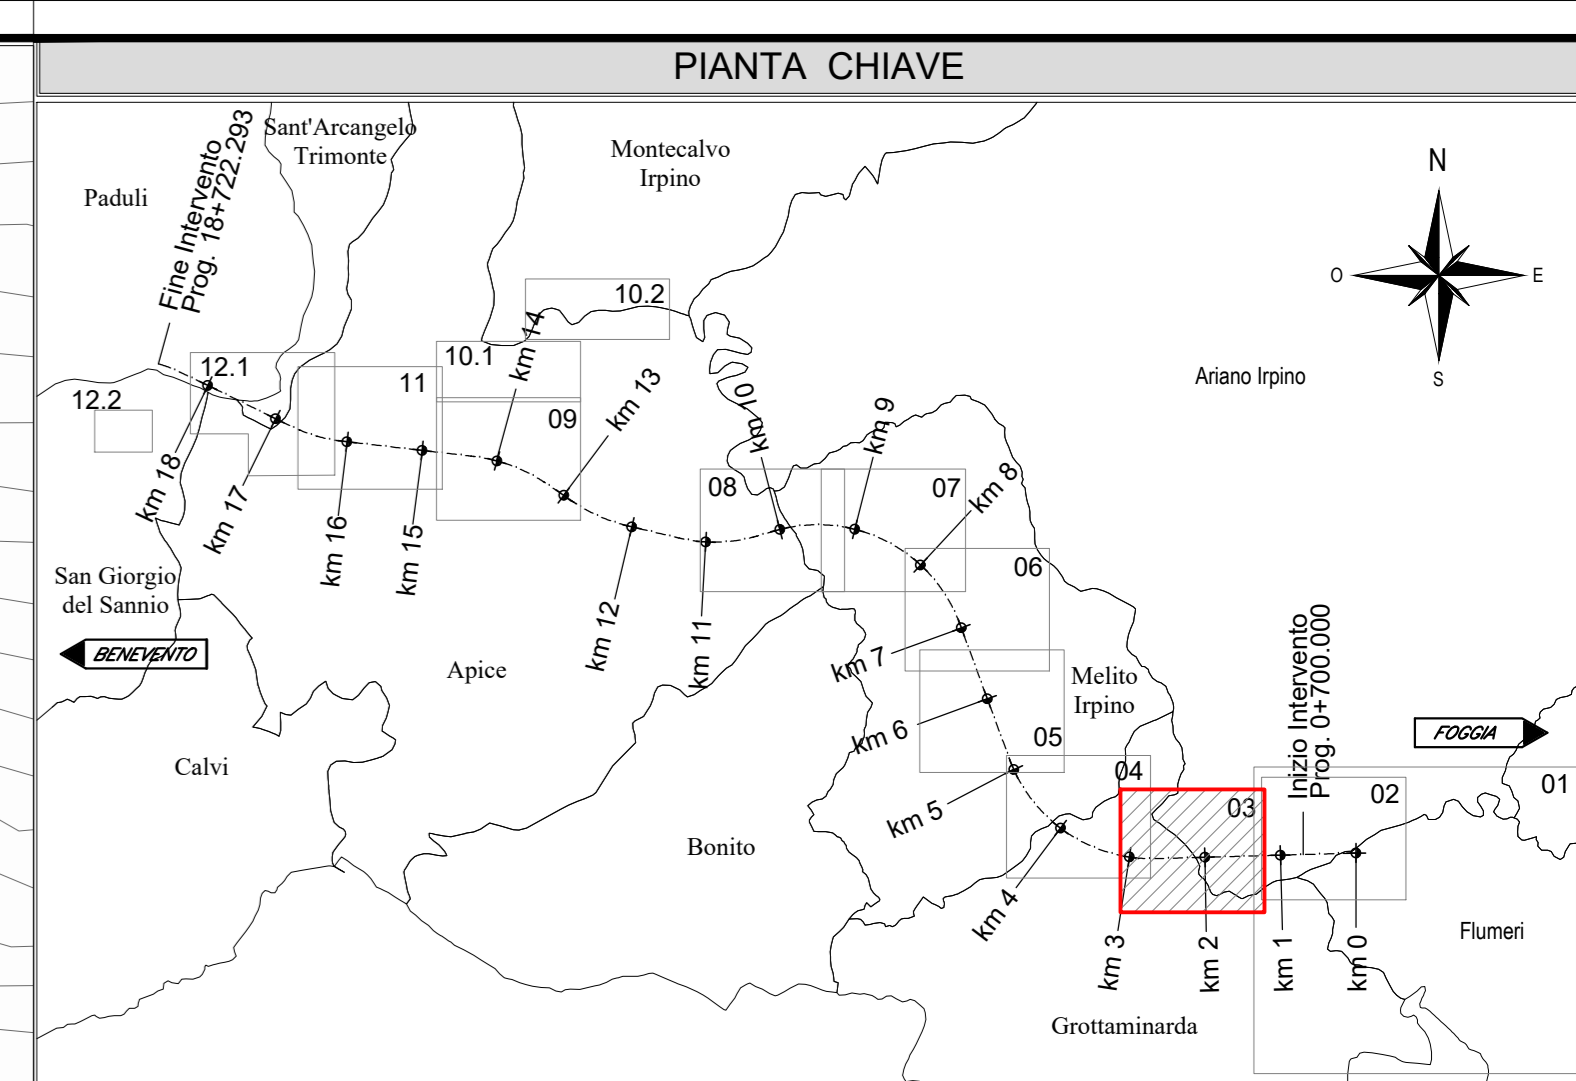 PIANTA CHIAVE
Sant'Arcangelo
Trimonte
Montecalvo
Irpino
Paduli
Fine Intervento
Prog. 18+722.293
N
O
E
S
10.2
10.1
km 14
12.1
11
12.2
09
km 13
Ariano Irpino
km 10
km 9
08
07
km 8
km 18
km 17
km 16
km 15
06
San Giorgio
del Sannio
BENEVENTO
km 12
km 11
km 7
Apice
Melito
Irpino
Inizio Intervento
Prog. 0+700.000
km 6
05
FOGGIA
Calvi
04
01
02
03
km 5
Bonito
km 4
Flumeri
km 3
km 2
km 1
km 0
Grottaminarda